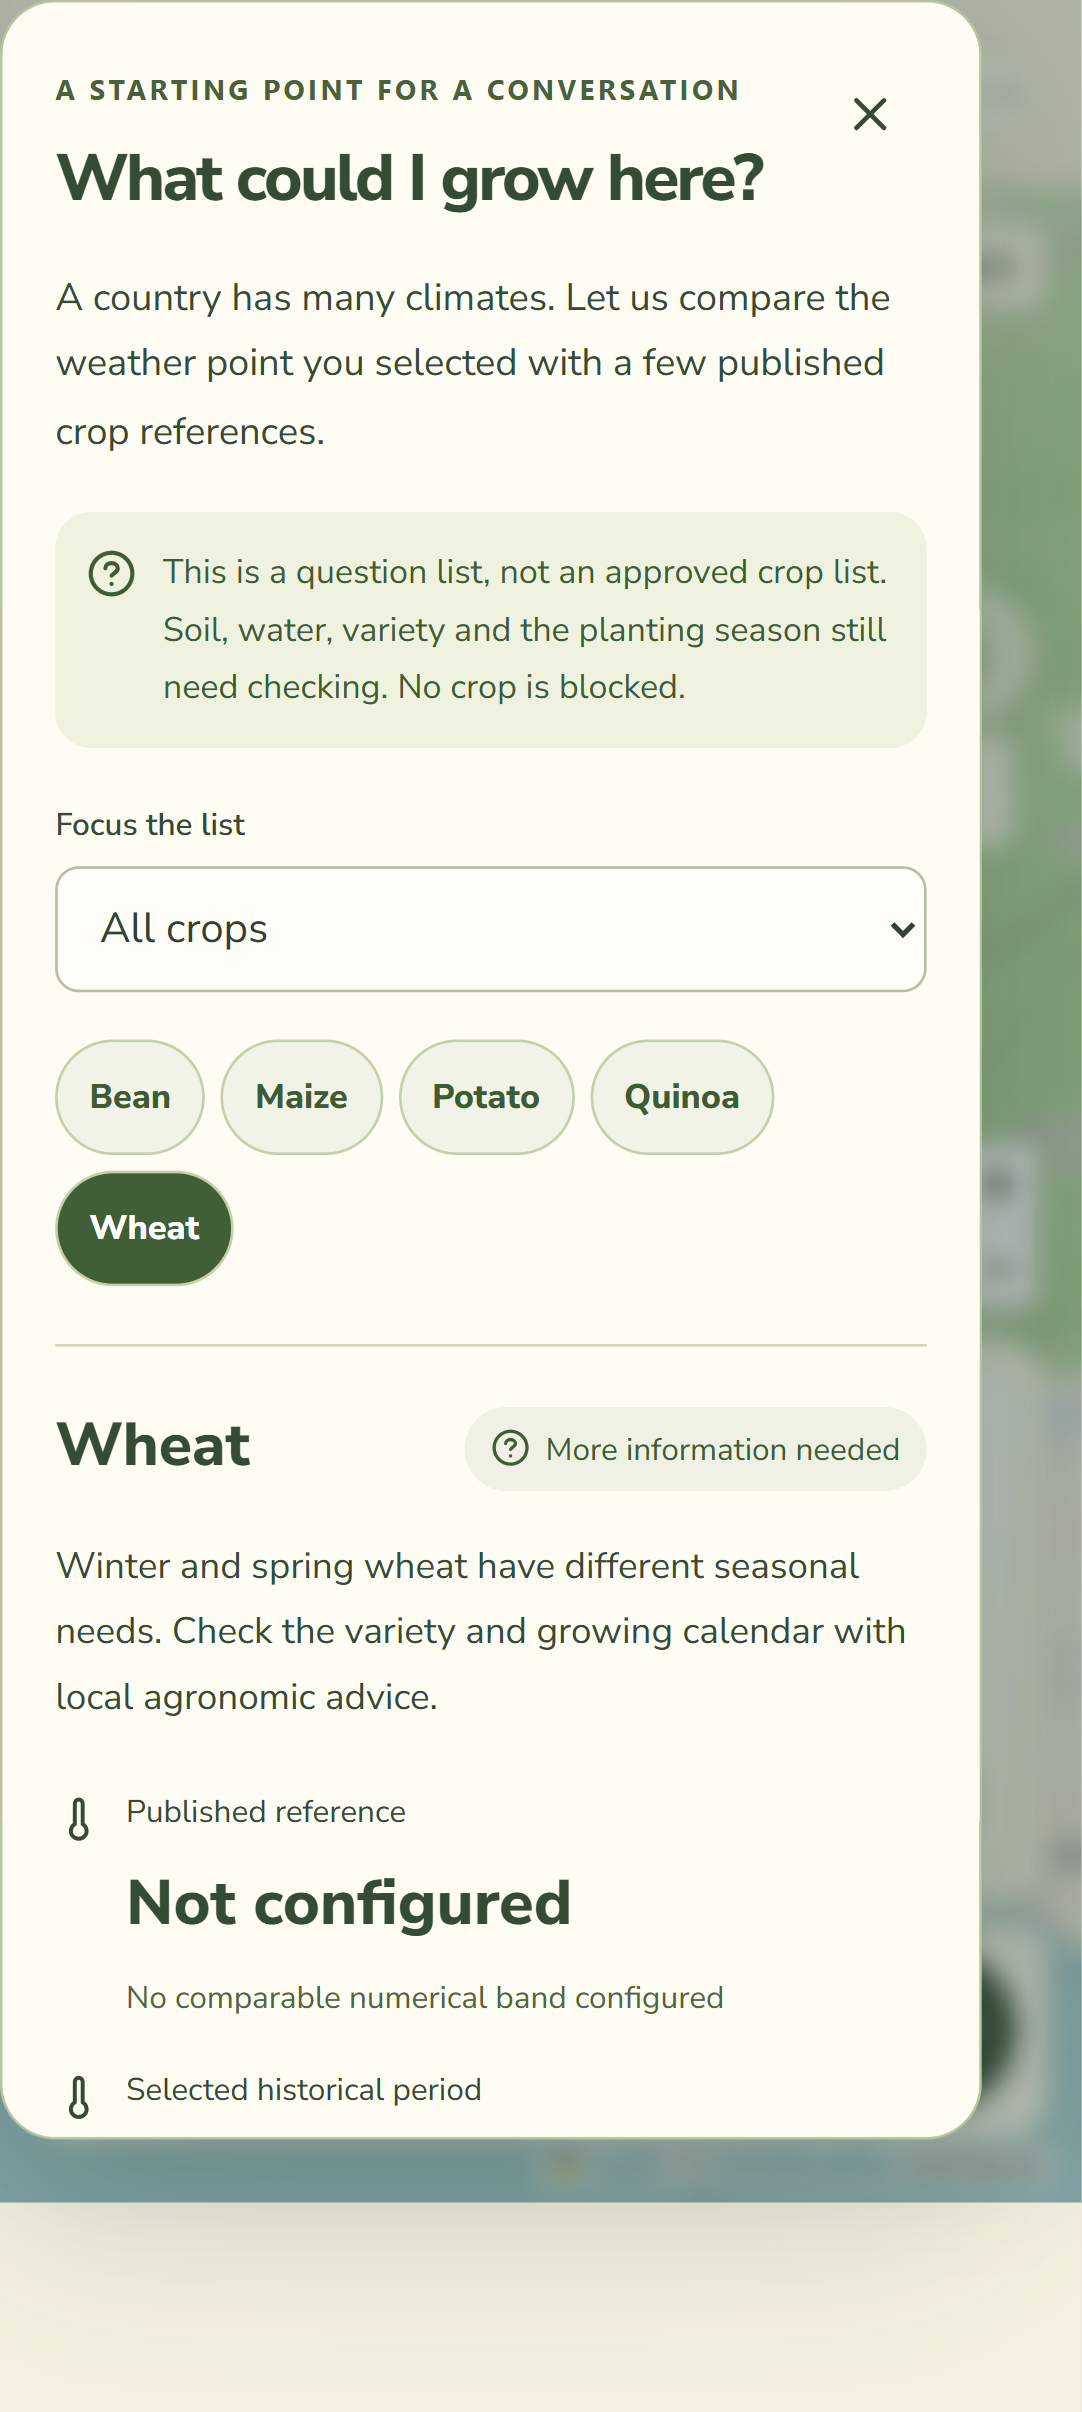 A STARTING POINT FOR A CONVERSATION
What could I grow here?
A country has many climates. Let us compare the
weather point you selected with a few published
crop references.
This is a question list, not an approved crop list.
Soil, water, variety and the planting season still
need checking. No crop is blocked.
Focus the list
All crops
Bean
Maize
Potato
Quinoa
Wheat
Wheat
More information needed
Winter and spring wheat have different seasonal
needs. Check the variety and growing calendar with
local agronomic advice.
Published reference
Not configured
No comparable numerical band configured
Selected historical period